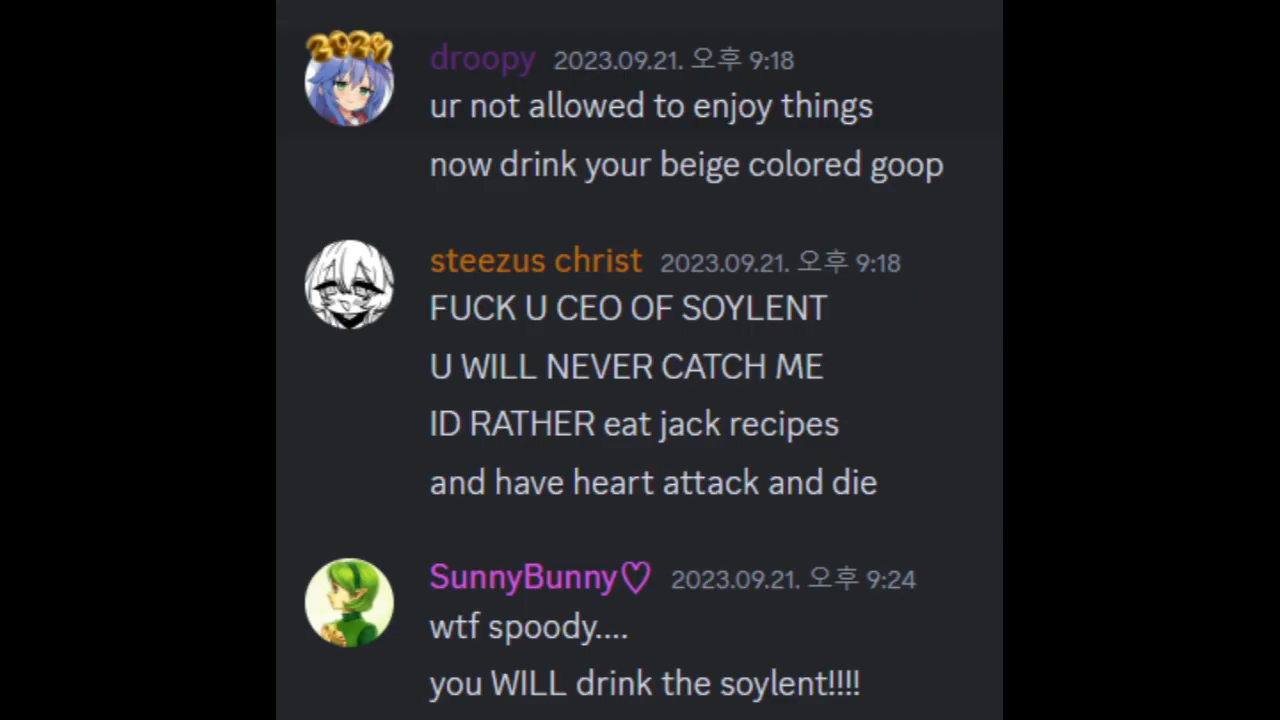 droopy 2023.09.21. 오후 9:18
ur not allowed to enjoy things
now drink your beige colored goop
steezus christ 2023.09.21. 오후 9:18
FUCK U CEO OF SOYLENT
U WILL NEVER CATCH ME
ID RATHER eat jack recipes
and have heart attack and die
SunnyBunny♡ 2023.09.21. 오후 9:24
wtf spoody....
you WILL drink the soylent!!!!